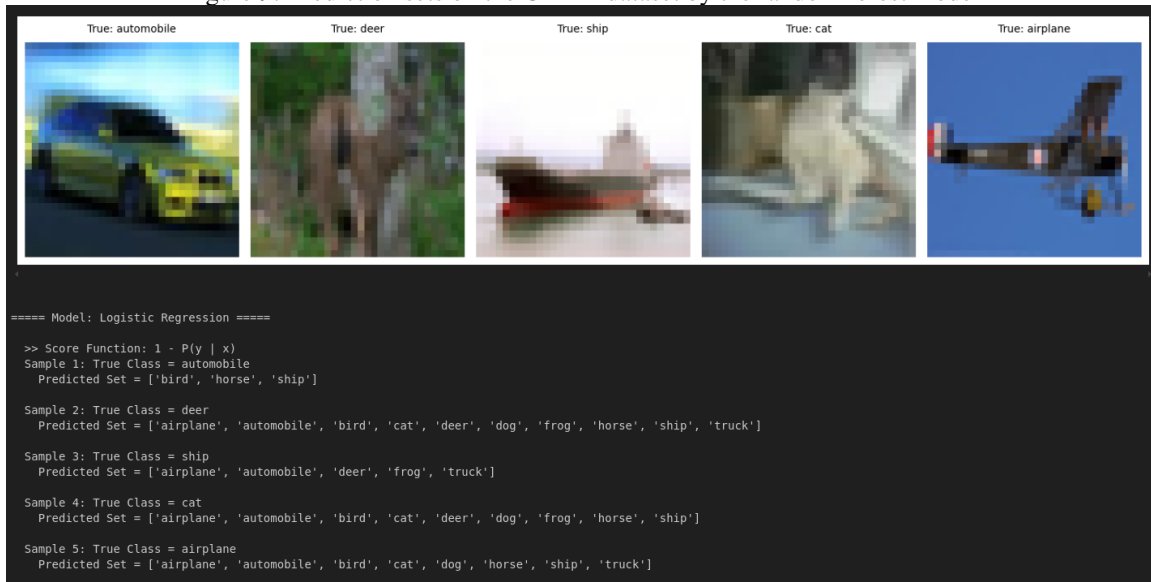 True: automobile True: deer True: ship True: cat True: airplane
===== Model: Logistic Regression =====
>> Score Function: 1 - P(y | x)
Sample 1: True Class = automobile
Predicted Set = ['bird', 'horse', 'ship']
Sample 2: True Class = deer
Predicted Set = ['airplane', 'automobile', 'bird', 'cat', 'deer', 'dog', 'frog', 'horse', 'ship', 'truck']
Sample 3: True Class = ship
Predicted Set = ['airplane', 'automobile', 'deer', 'frog', 'truck']
Sample 4: True Class = cat
Predicted Set = ['airplane', 'automobile', 'bird', 'cat', 'deer', 'dog', 'frog', 'horse', 'ship']
Sample 5: True Class = airplane
Predicted Set = ['airplane', 'automobile', 'bird', 'cat', 'dog', 'horse', 'ship', 'truck']